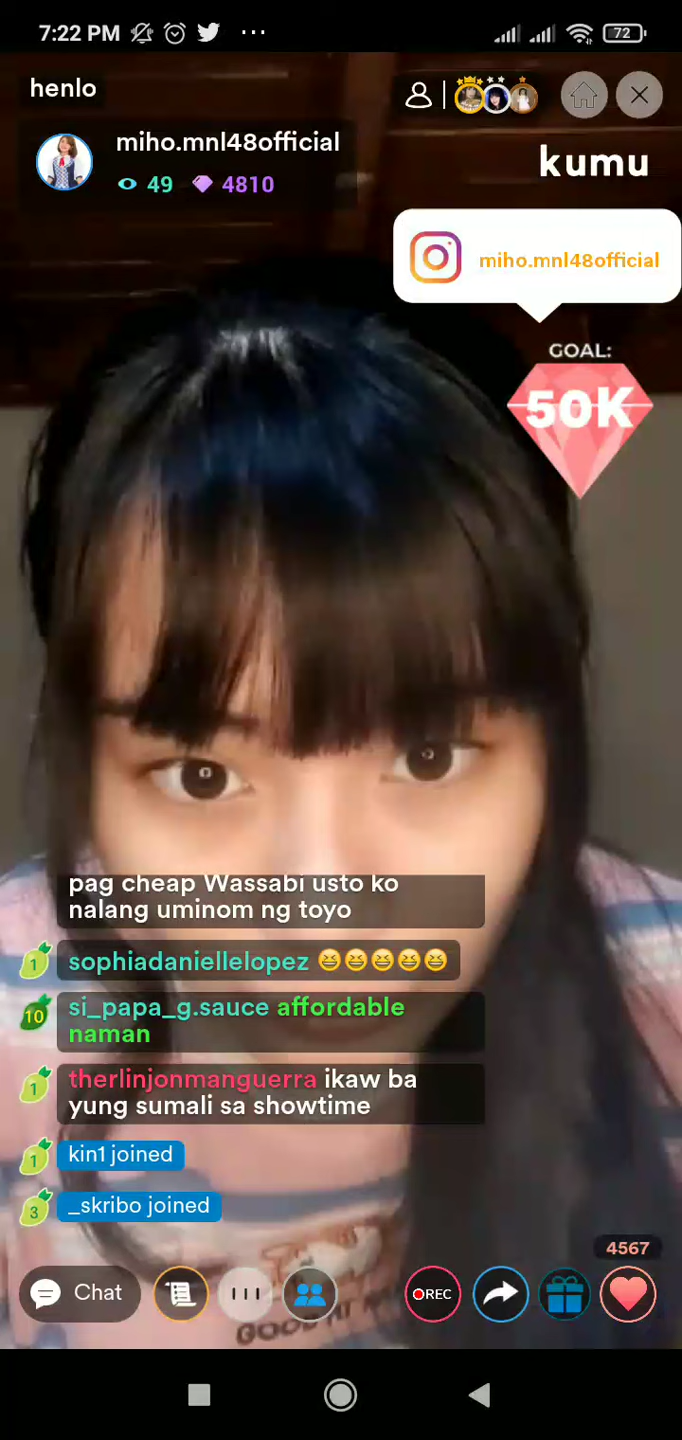 7:22 PM
72
henlo
miho.mnl48official
49 4810
kumu
miho.mnl48official
GOAL:
50K
pag cheap Wassabi usto ko
nalang uminom ng toyo
1 sophiadaniellelopez 😆😆😆😆😆
10 si_papa_g.sauce affordable
naman
1 therlinjonmanguerra ikaw ba
yung sumali sa showtime
1 kin1 joined
3 _skribo joined
4567
Chat
REC